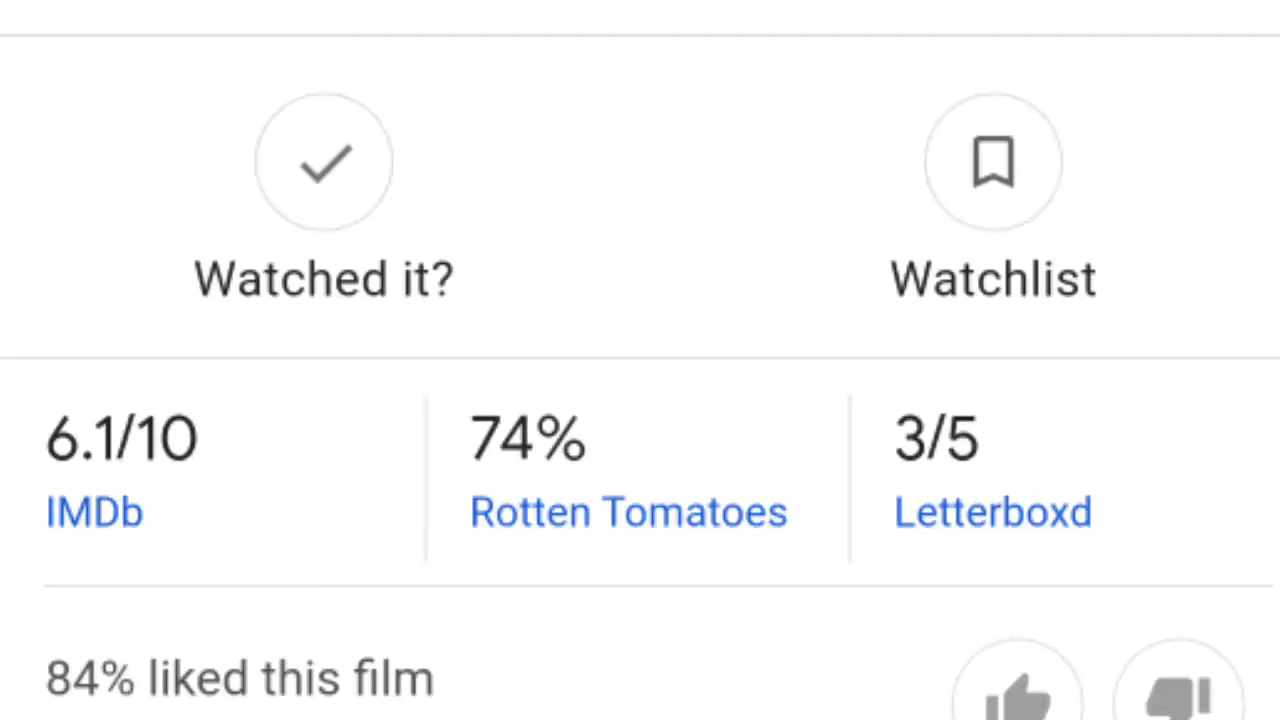 Watched it?
Watchlist
6.1/10
74%
3/5
IMDb
Rotten Tomatoes
Letterboxd
84% liked this film